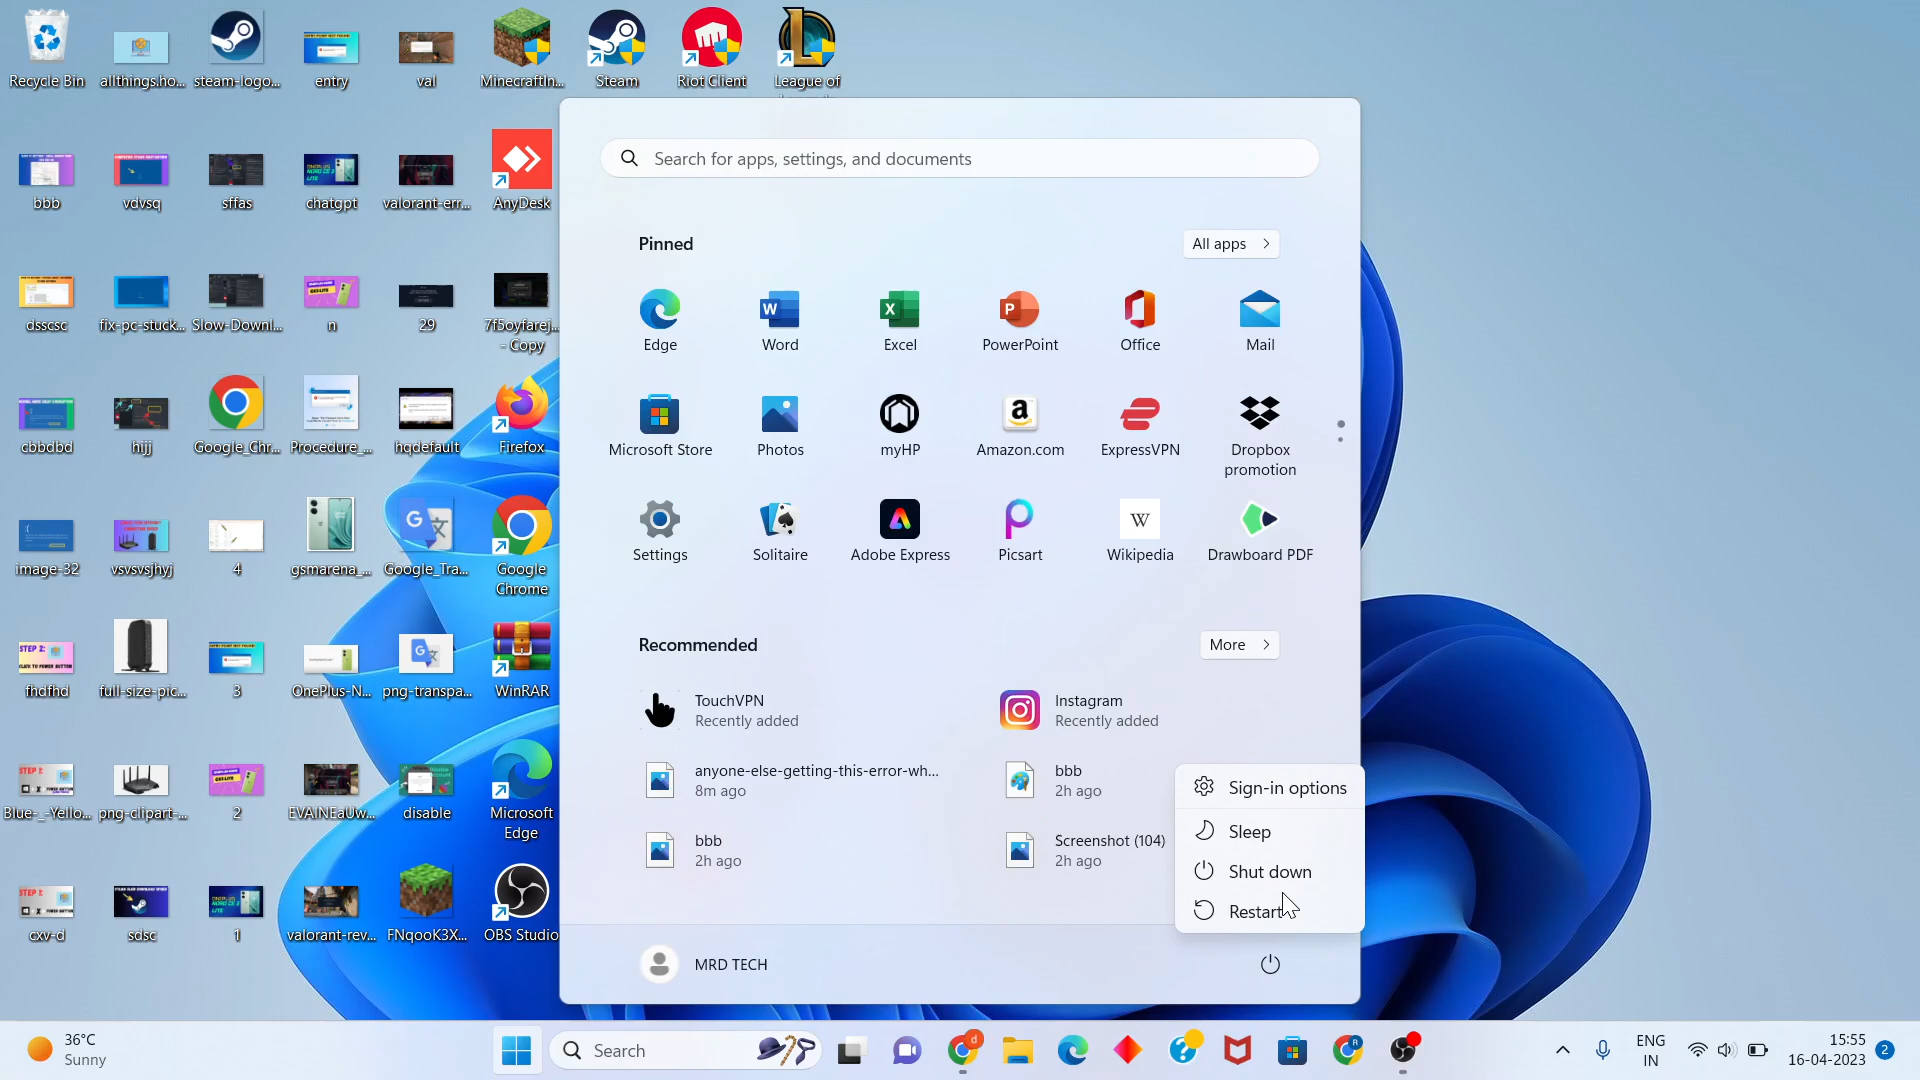 Recycle Bin
allthings.ho...
steam-logo...
entry
val
MinecraftIn...
Steam
Riot Client
League of
bbb
vdvsq
sffas
chatgpt
valorant-err...
AnyDesk
dsscsc
fix-pc-stuck...
Slow-Downl...
n
29
7f5oyfarej...
- Copy
cbbdbd
hijj
Google_Chr...
Procedure_...
hqdefault
Firefox
image-32
vsvsvsjhyj
4
gsmarena_...
Google_Tra...
Google
Chrome
fhdfhd
full-size-pic...
3
OnePlus-N...
png-transpa...
WinRAR
Blue-_-Yello...
png-clipart-...
2
EVAINEaUw...
disable
Microsoft
Edge
cxv-d
sdsc
1
valorant-rev...
FNqooK3X...
OBS Studio
Search for apps, settings, and documents
Pinned
All apps
Edge
Word
Excel
PowerPoint
Office
Mail
Microsoft Store
Photos
myHP
Amazon.com
ExpressVPN
Dropbox
promotion
Settings
Solitaire
Adobe Express
Picsart
Wikipedia
Drawboard PDF
Recommended
More
TouchVPN
Recently added
Instagram
Recently added
anyone-else-getting-this-error-wh...
8m ago
bbb
2h ago
bbb
2h ago
Screenshot (104)
2h ago
Sign-in options
Sleep
Shut down
Restart
MRD TECH
36°C
Sunny
Search
ENG
IN
15:55
16-04-2023
2